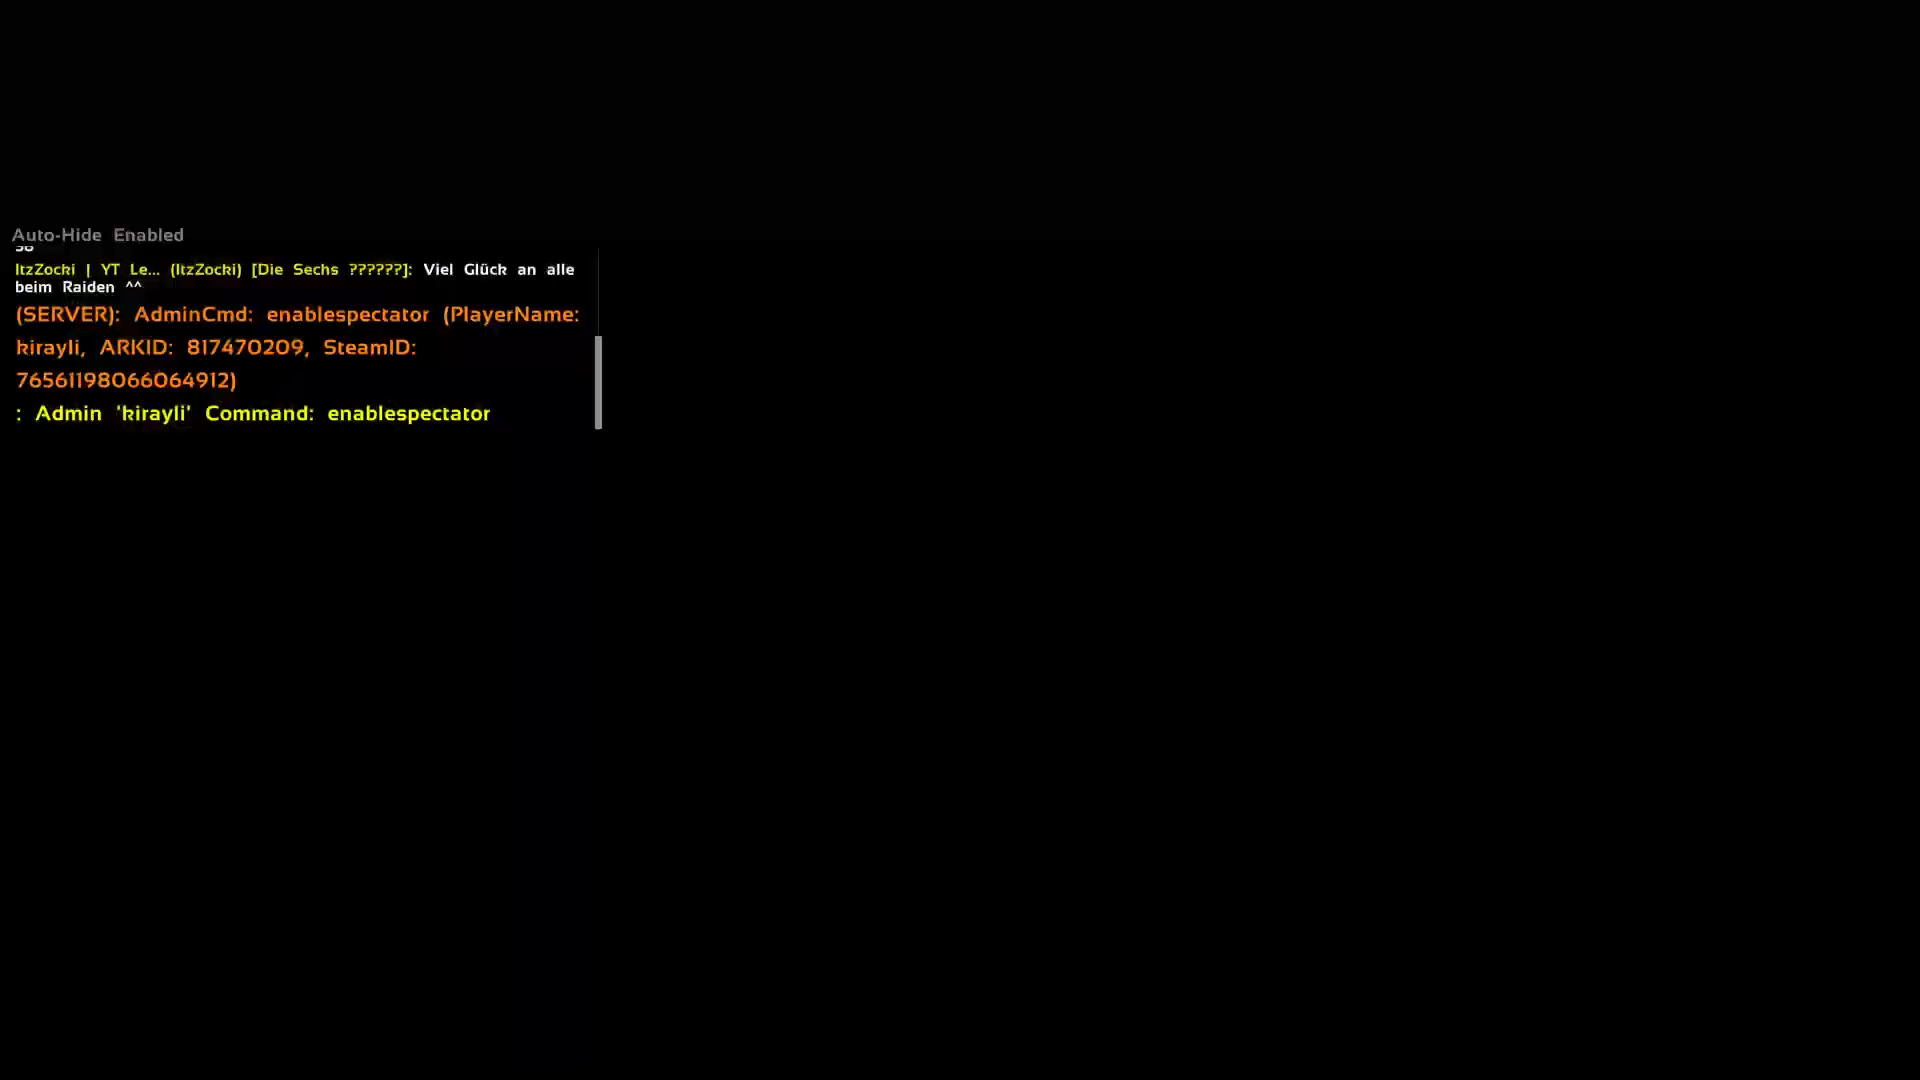 Auto-Hide Enabled
ItzZocki | YT Le... (ItzZocki) [Die Sechs ??????]: Viel Glück an alle
beim Raiden ^^
(SERVER): AdminCmd: enablespectator (PlayerName:
kirayli, ARKID: 817470209, SteamID:
76561198066064912)
: Admin 'kirayli' Command: enablespectator